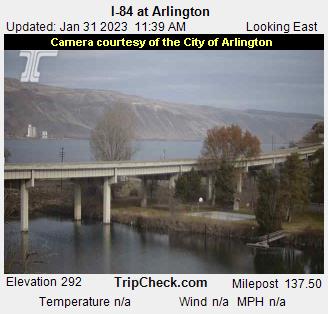 I-84 at Arlington
Updated: Jan 31 2023 11:39 AM Looking East
Camera courtesy of the City of Arlington
Elevation 292 TripCheck.com Milepost 137.50
Temperature n/a Wind n/a MPH n/a